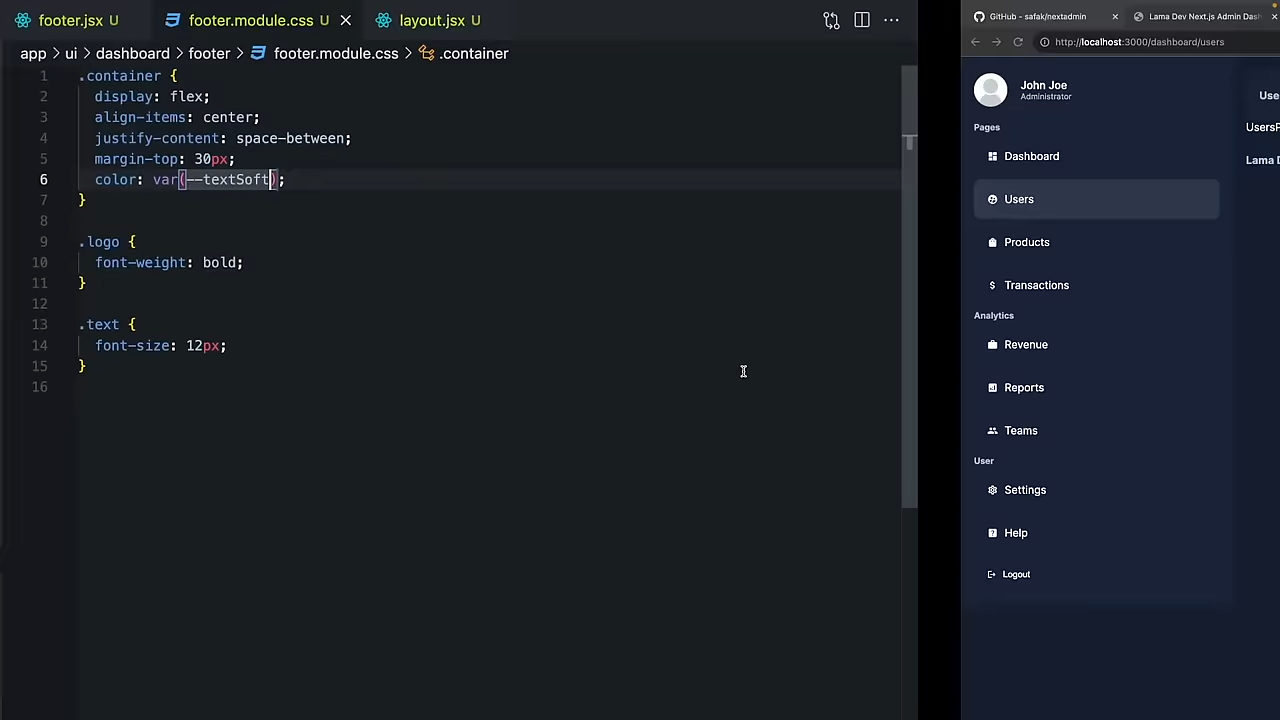 footer.jsx U
footer.module.css U
layout.jsx U
app > ui > dashboard > footer > footer.module.css > .container
1 .container {
2 display: flex;
3 align-items: center;
4 justify-content: space-between;
5 margin-top: 30px;
6 color: var(--textSoft);
7 }
8
9 .logo {
10 font-weight: bold;
11 }
12
13 .text {
14 font-size: 12px;
15 }
16
GitHub - safak/nextadmin
Lama Dev Next.js Admin Dash
http://localhost:3000/dashboard/users
John Joe
Administrator
Pages
Dashboard
Users
Products
Transactions
Analytics
Revenue
Reports
Teams
User
Settings
Help
Logout
Use
UsersP
Lama D